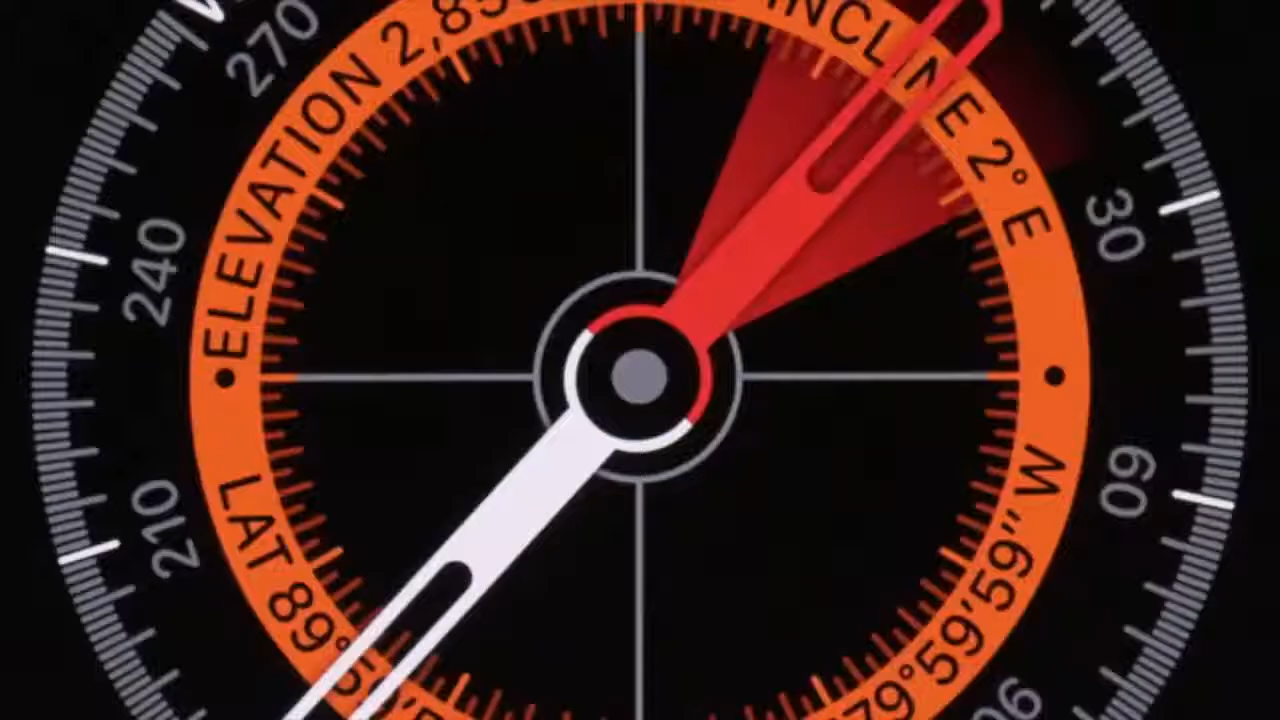 W
270
240
210
30
60
ELEVATION 2,85
INCLINE 2° E
LAT 89°5
79°59′59″ W